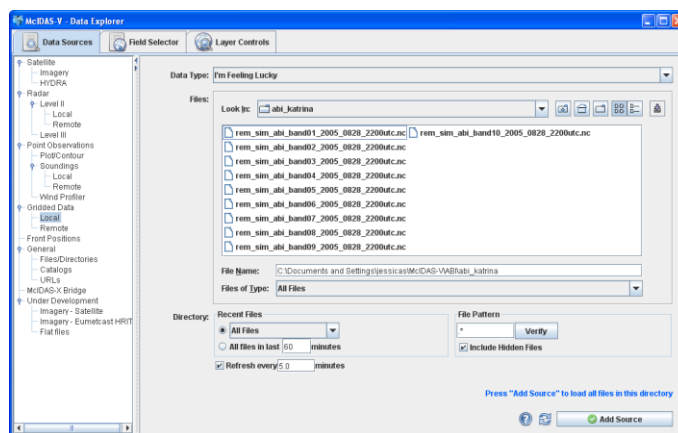 McIDAS-V - Data Explorer
Data Sources
Field Selector
Layer Controls
Satellite
Imagery
HYDRA
Radar
Level II
Local
Remote
Level III
Point Observations
Plot/Contour
Soundings
Local
Remote
Wind Profiler
Gridded Data
Local
Remote
Front Positions
General
Files/Directories
Catalogs
URLs
McIDAS-X Bridge
Under Development
Imagery - Satellite
Imagery - Eumetcast HRIT
Flat files
Data Type: I'm Feeling Lucky
Files:
Look In: abi_katrina
rem_sim_abi_band01_2005_0828_2200utc.nc rem_sim_abi_band10_2005_0828_2200utc.nc
rem_sim_abi_band02_2005_0828_2200utc.nc
rem_sim_abi_band03_2005_0828_2200utc.nc
rem_sim_abi_band04_2005_0828_2200utc.nc
rem_sim_abi_band05_2005_0828_2200utc.nc
rem_sim_abi_band06_2005_0828_2200utc.nc
rem_sim_abi_band07_2005_0828_2200utc.nc
rem_sim_abi_band08_2005_0828_2200utc.nc
rem_sim_abi_band09_2005_0828_2200utc.nc
File Name: C:\Documents and Settings\jessicas\McIDAS-V\ABI\abi_katrina
Files of Type: All Files
Directory:
Recent Files
All Files
All files in last 60 minutes
Refresh every 5.0 minutes
File Pattern
* Verify
Include Hidden Files
Press "Add Source" to load all files in this directory
Add Source